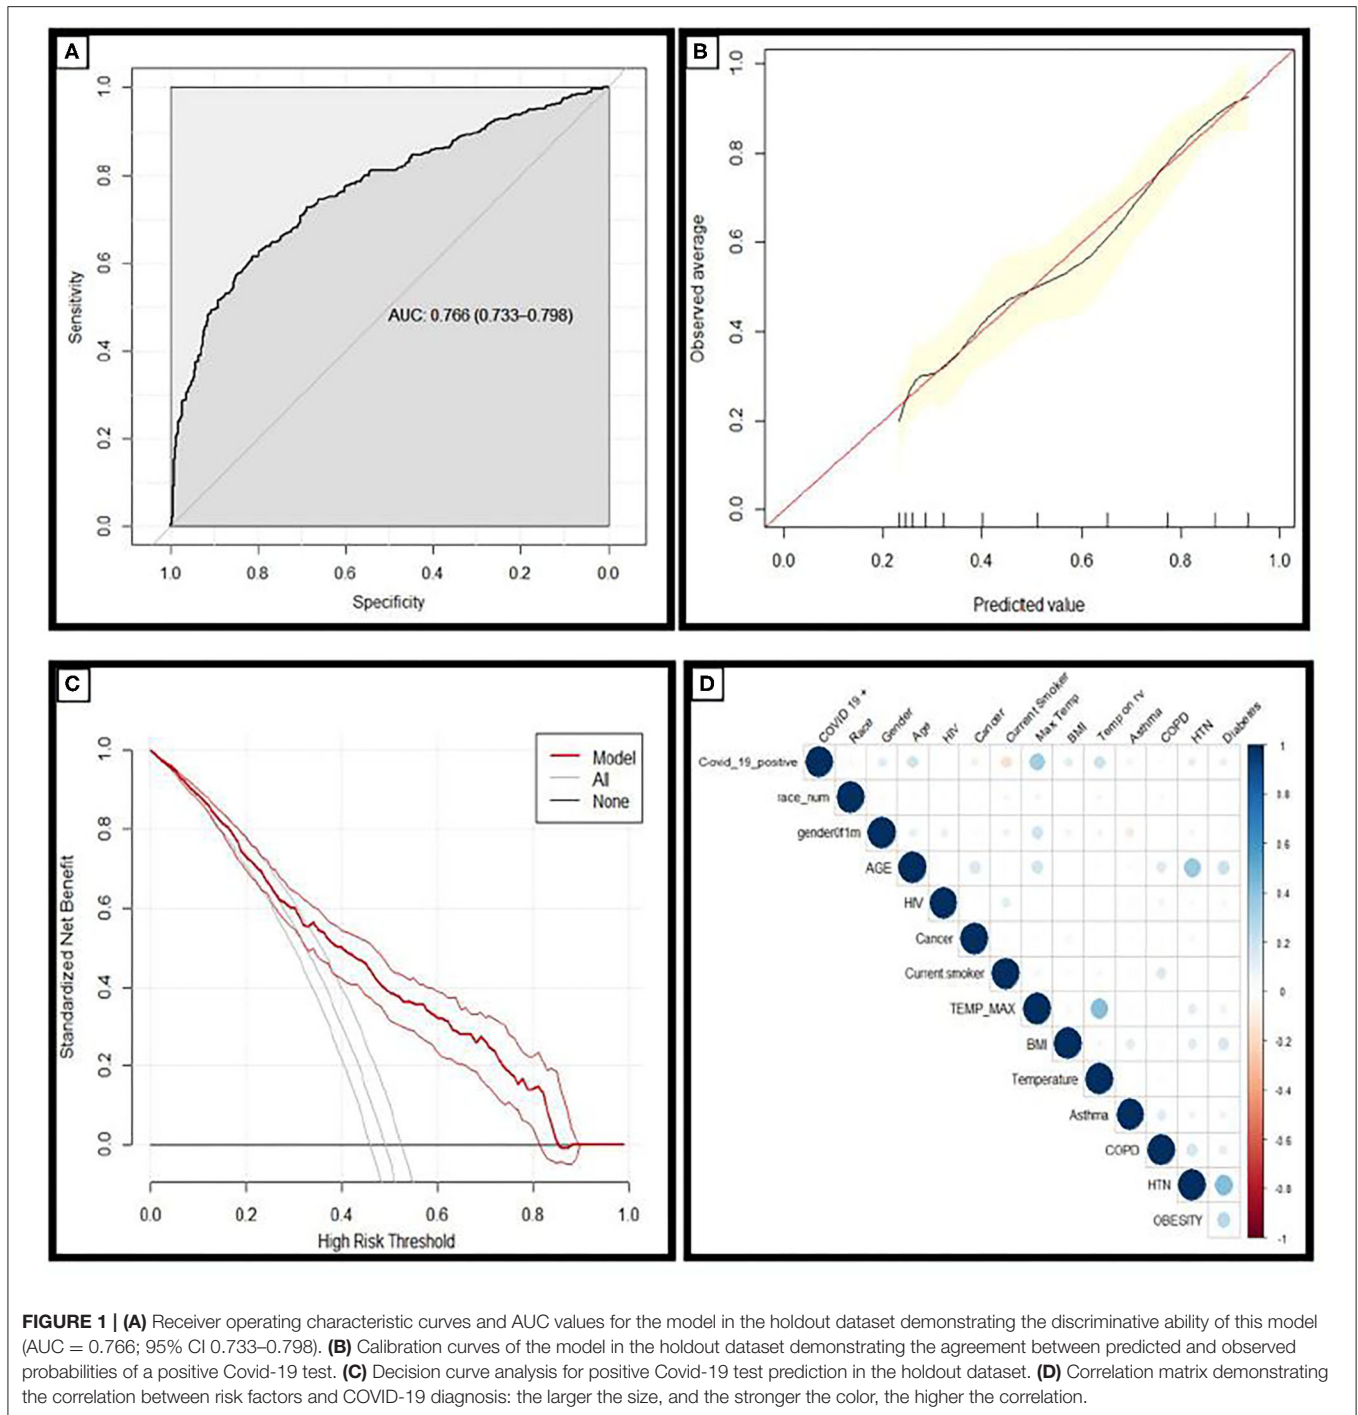 A
1.0
0.8
0.6
0.4
0.2
0.0
Sensitivity
AUC: 0.766 (0.733–0.798)
1.0 0.8 0.6 0.4 0.2 0.0
Specificity
B
1.0
0.8
0.6
0.4
0.2
0.0
Observed average
0.0 0.2 0.4 0.6 0.8 1.0
Predicted value
C
1.0
0.8
0.6
0.4
0.2
0.0
Standardized Net Benefit
Model
All
None
0.0 0.2 0.4 0.6 0.8 1.0
High Risk Threshold
D
COVID 19 +
Race
Gender
Age
HIV
Cancer
Current Smoker
Max Temp
BMI
Temp on rv
Asthma
COPD
HTN
Diabetes
Covid_19_positive
race_num
gender0f1m
AGE
HIV
Cancer
Current.smoker
TEMP_MAX
BMI
Temperature
Asthma
COPD
HTN
OBESITY
1
0.8
0.6
0.4
0.2
0
-0.2
-0.4
-0.6
-0.8
-1
FIGURE 1 | (A) Receiver operating characteristic curves and AUC values for the model in the holdout dataset demonstrating the discriminative ability of this model
(AUC = 0.766; 95% CI 0.733–0.798). (B) Calibration curves of the model in the holdout dataset demonstrating the agreement between predicted and observed
probabilities of a positive Covid-19 test. (C) Decision curve analysis for positive Covid-19 test prediction in the holdout dataset. (D) Correlation matrix demonstrating
the correlation between risk factors and COVID-19 diagnosis: the larger the size, and the stronger the color, the higher the correlation.